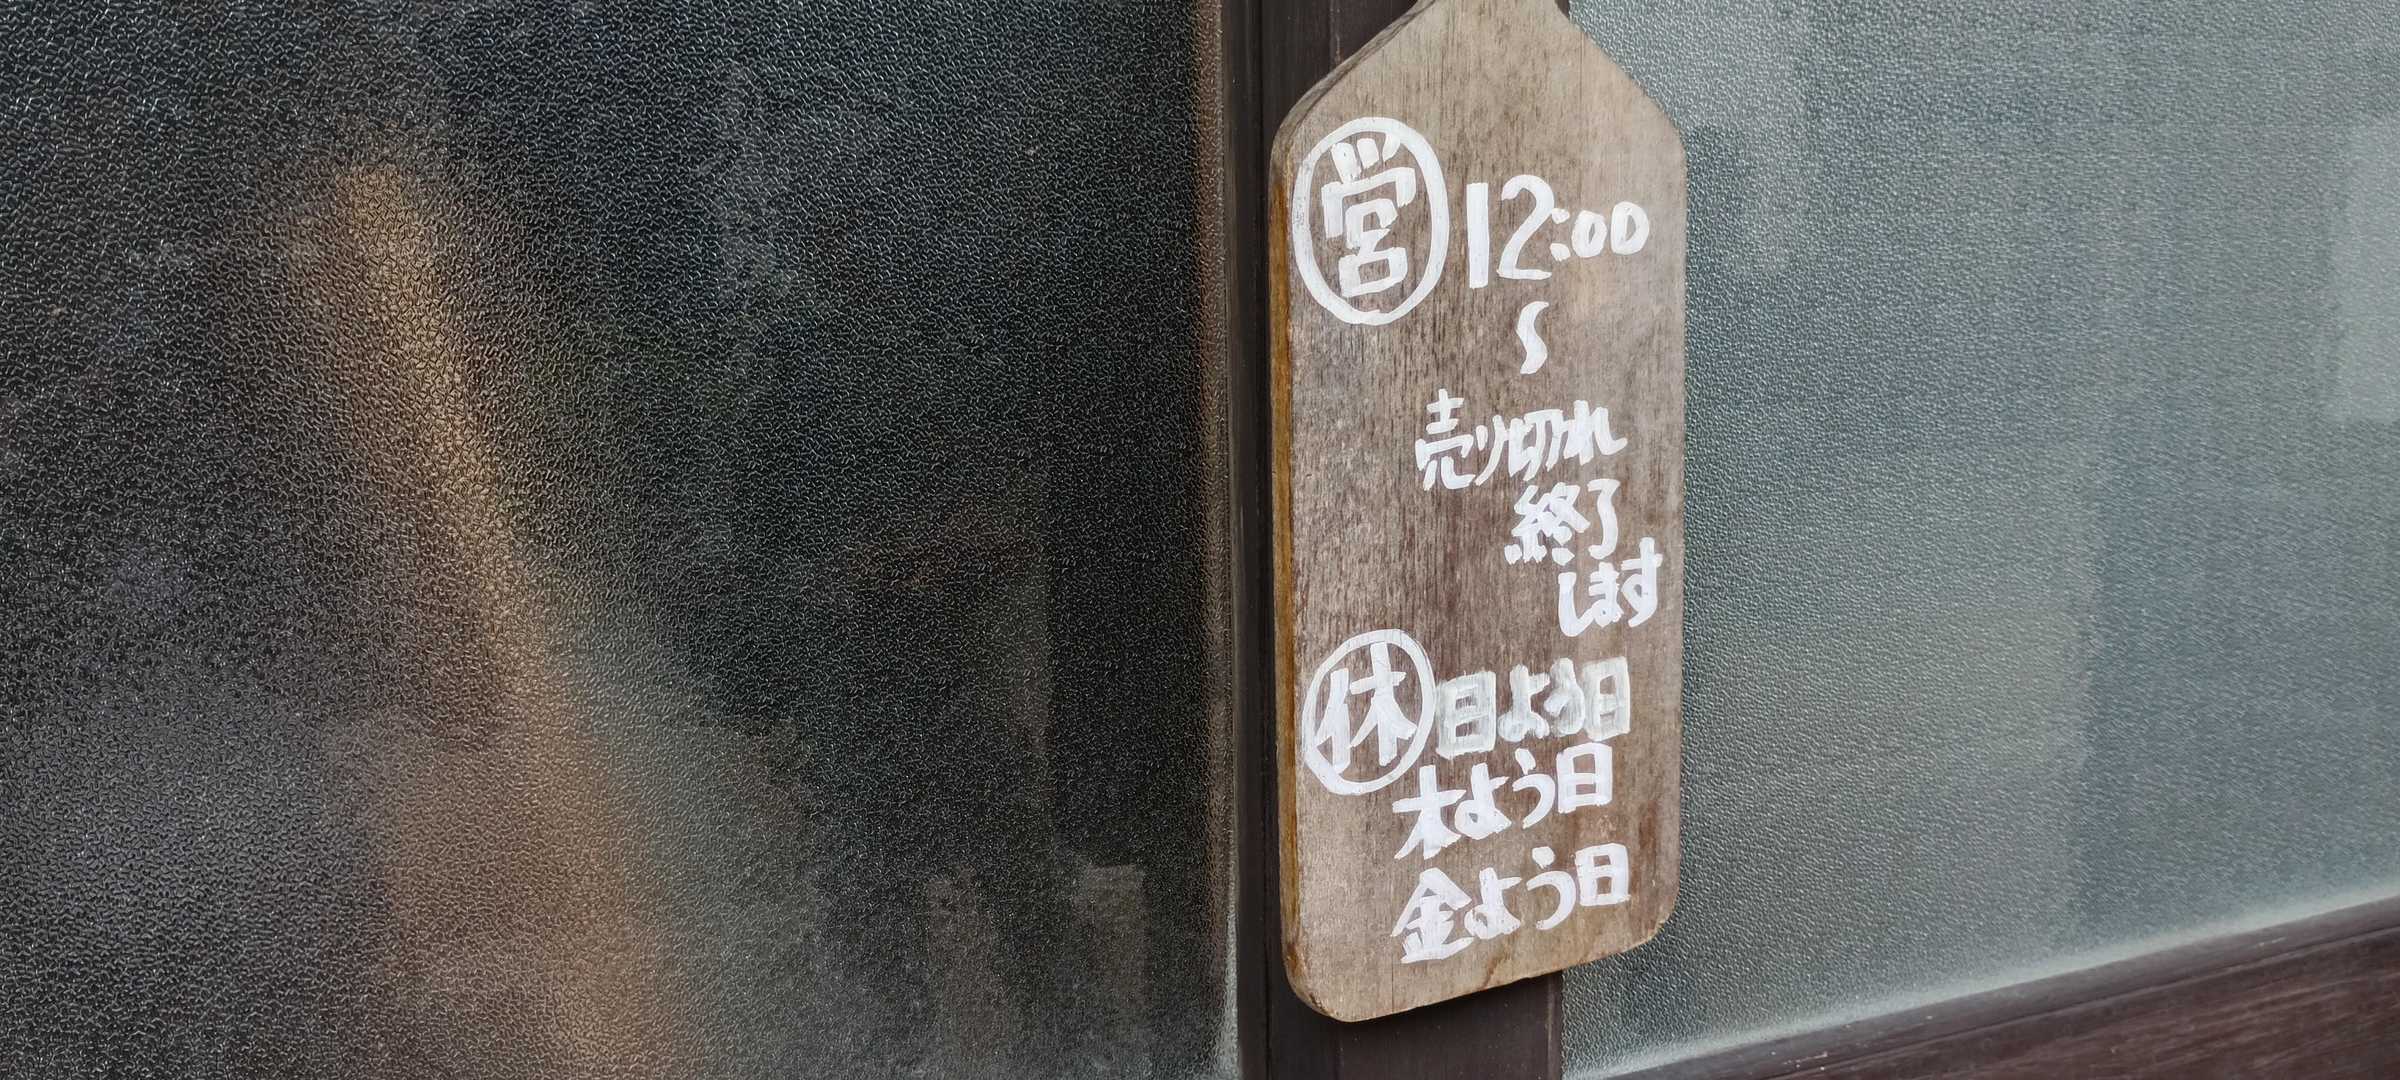 営 12:00
〜
売り切れ
終了
します
休 日よう日
木よう日
金よう日